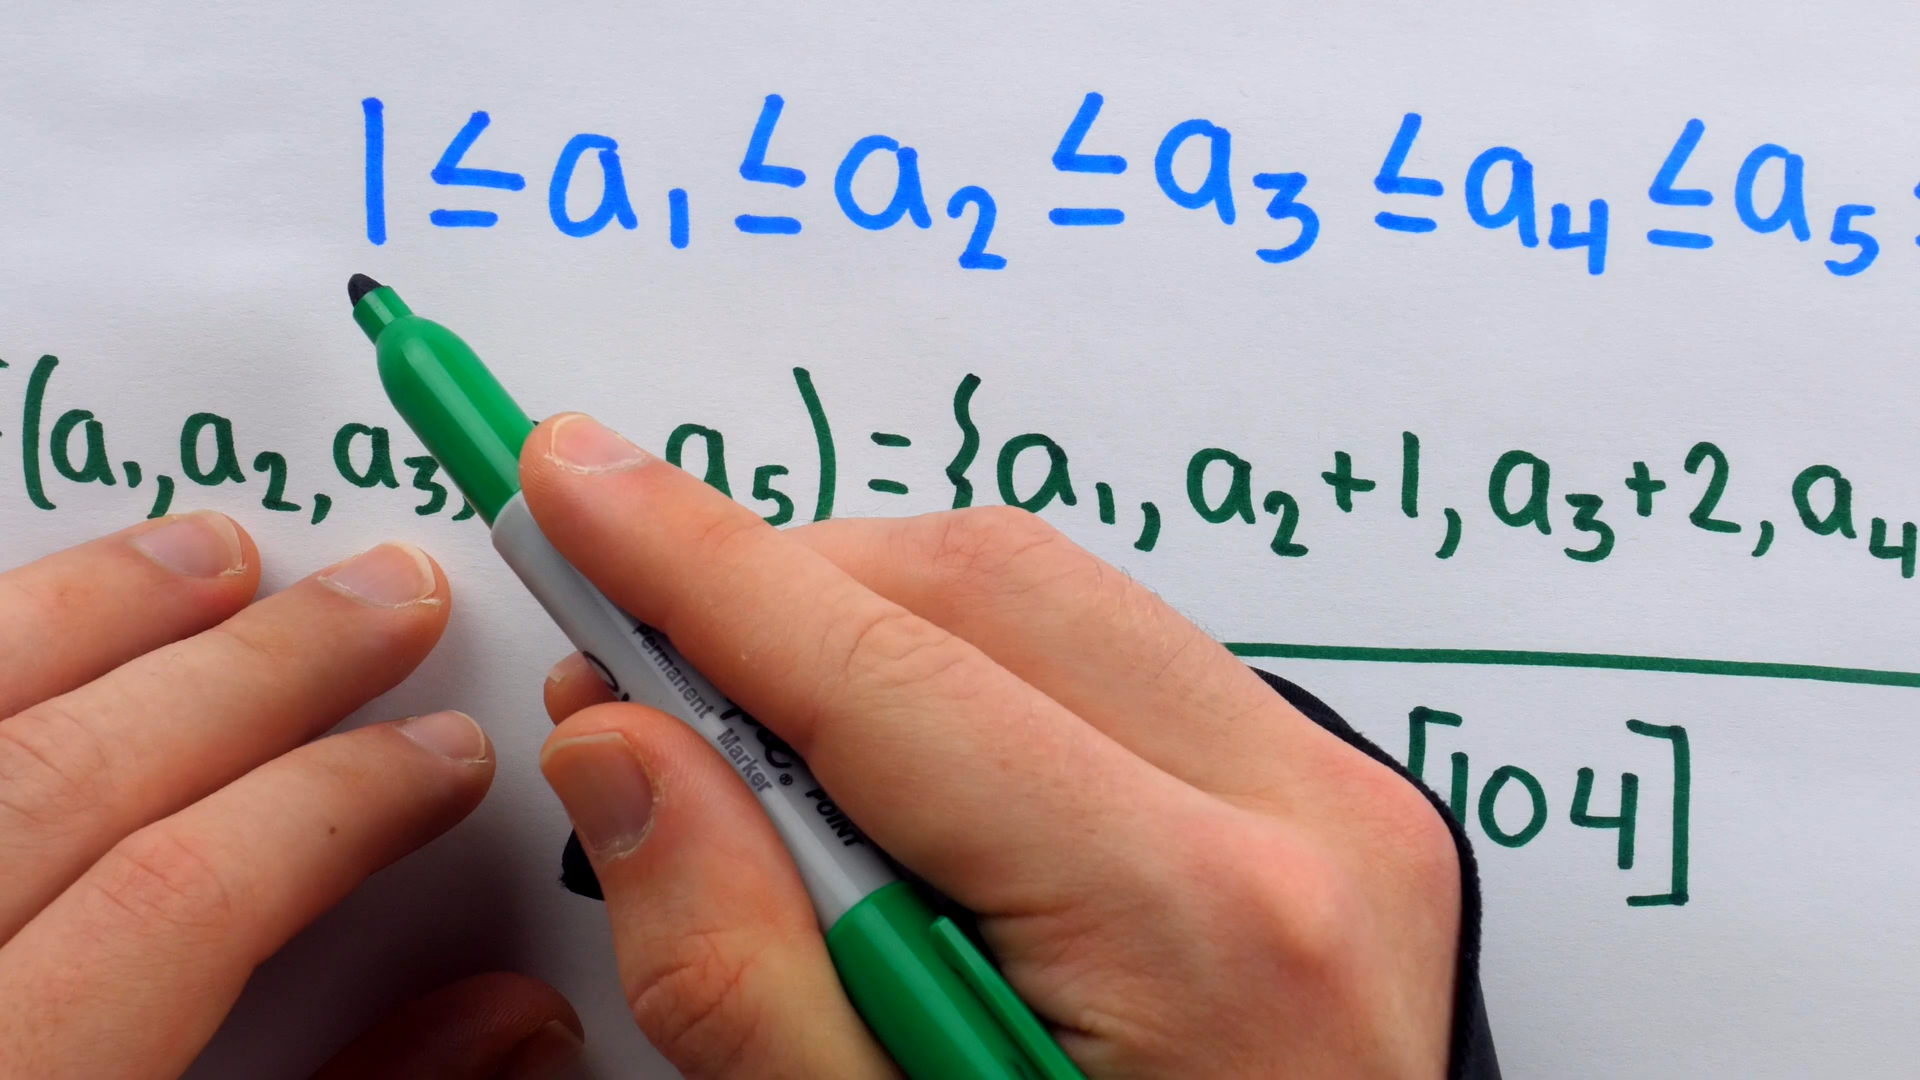 1 ≤ a₁ ≤ a₂ ≤ a₃ ≤ a₄ ≤ a₅
(a₁, a₂, a₃, a₅) = {a₁, a₂+1, a₃+2, a₄
[104]
Permanent Marker
POINT